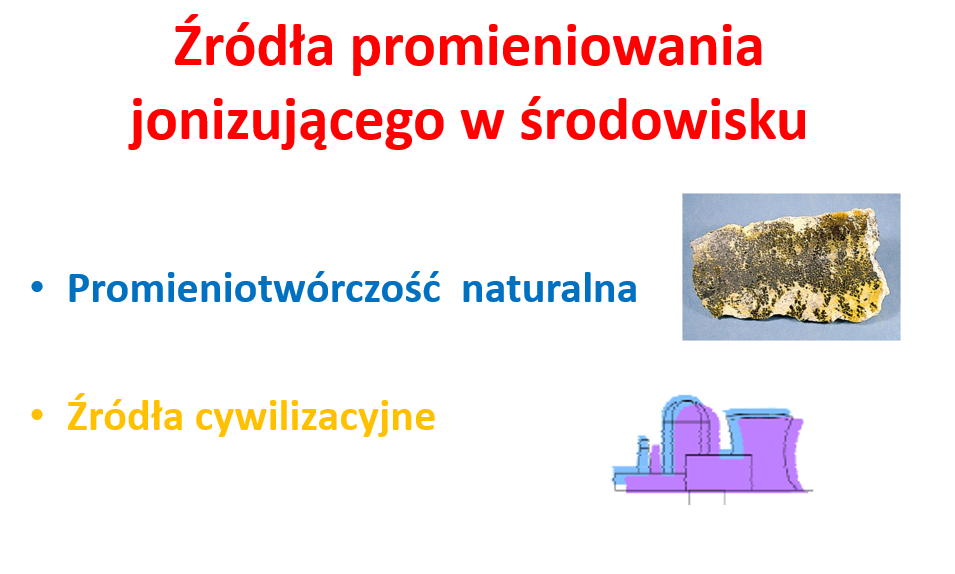 Źródła promieniowania
jonizującego w środowisku
• Promieniotwórczość naturalna
• Źródła cywilizacyjne